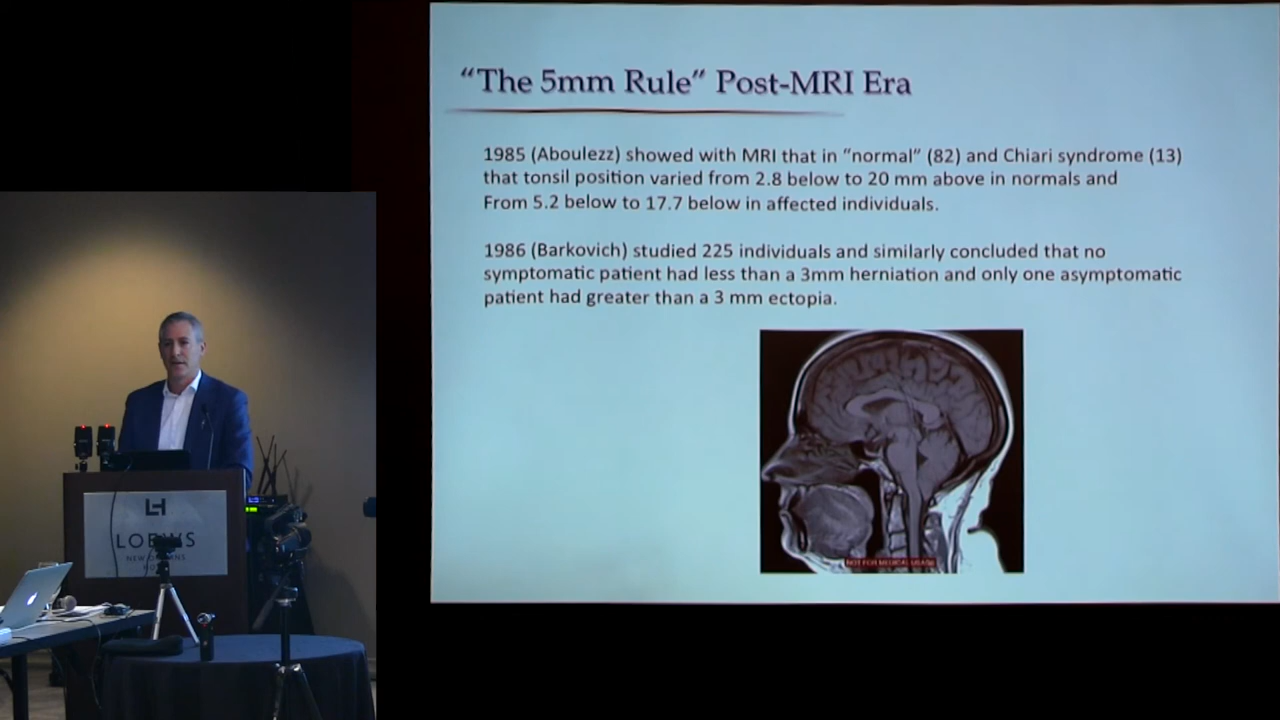 “The 5mm Rule” Post-MRI Era
1985 (Aboulezz) showed with MRI that in “normal” (82) and Chiari syndrome (13)
that tonsil position varied from 2.8 below to 20 mm above in normals and
From 5.2 below to 17.7 below in affected individuals.
1986 (Barkovich) studied 225 individuals and similarly concluded that no
symptomatic patient had less than a 3mm herniation and only one asymptomatic
patient had greater than a 3 mm ectopia.
NOT FOR MEDICAL USAGE
LH
LOEWS
NEW ORLEANS